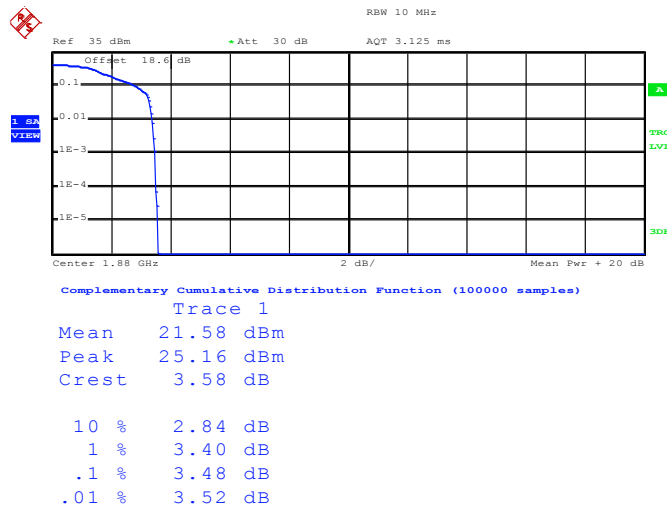 RBW 10 MHz
Ref 35 dBm * Att 30 dB AQT 3.125 ms
Offset 18.6 dB
0.1
A
0.01
1 SA
VIEW
1E-3
1E-4
1E-5
Center 1.88 GHz 2 dB/ Mean Pwr + 20 dB
Complementary Cumulative Distribution Function (100000 samples)
Trace 1
Mean 21.58 dBm
Peak 25.16 dBm
Crest 3.58 dB
10 % 2.84 dB
1 % 3.40 dB
.1 % 3.48 dB
.01 % 3.52 dB